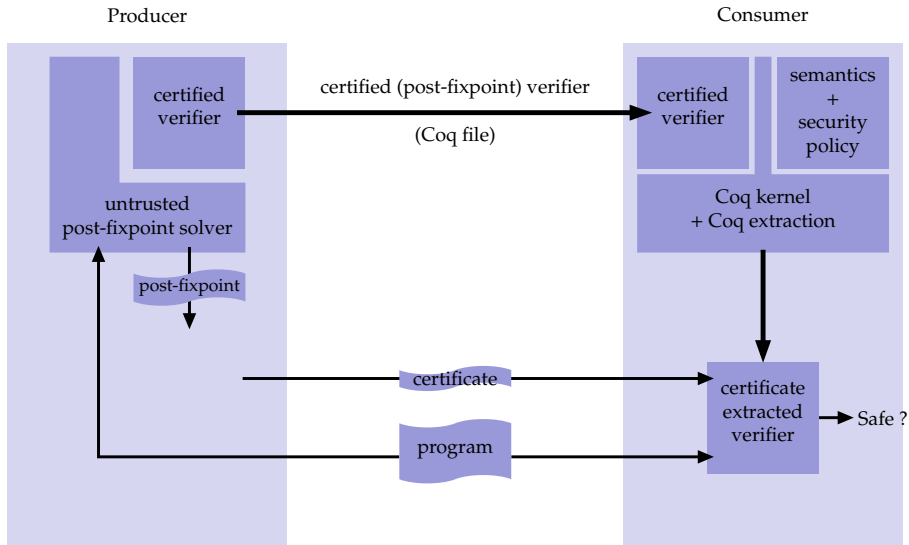 Producer
Consumer
certified
verifier
certified (post-fixpoint) verifier
(Coq file)
certified
verifier
semantics
+
security
policy
untrusted
post-fixpoint solver
Coq kernel
+ Coq extraction
post-fixpoint
certificate
program
certificate
extracted
verifier
Safe ?